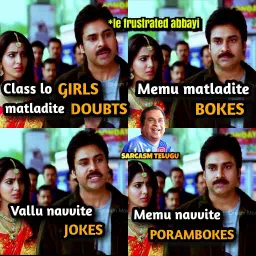 *le frustrated abbayi
Class lo GIRLS
matladite DOUBTS
Memu matladite
BOKES
SARCASM TELUGU
Vallu navvite
JOKES
Memu navvite
PORAMBOKES